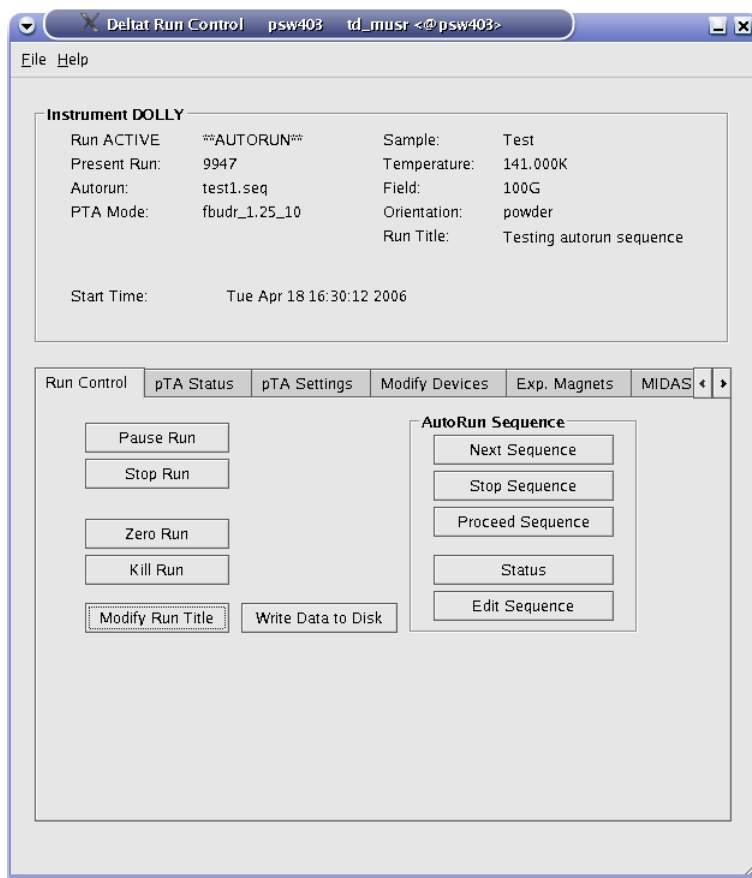 Deltat Run Control psw403 td_musr <@psw403>
File Help
Instrument DOLLY
Run ACTIVE **AUTORUN** Sample: Test
Present Run: 9947 Temperature: 141.000K
Autorun: test1.seq Field: 100G
PTA Mode: fbudr_1.25_10 Orientation: powder
Run Title: Testing autorun sequence
Start Time: Tue Apr 18 16:30:12 2006
Run Control pTA Status pTA Settings Modify Devices Exp. Magnets MIDAS
AutoRun Sequence
Pause Run Next Sequence
Stop Run Stop Sequence
Proceed Sequence
Zero Run
Kill Run Status
Modify Run Title Write Data to Disk Edit Sequence